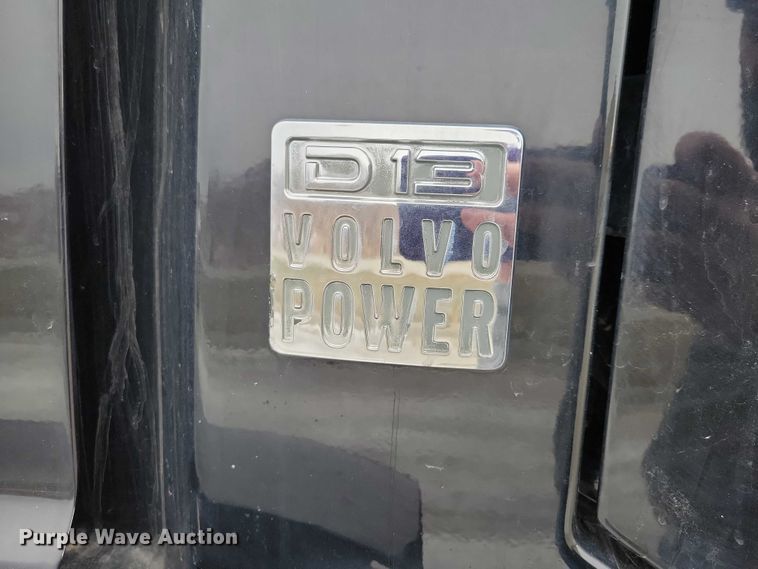 D13
VOLVO
POWER
Purple Wave Auction